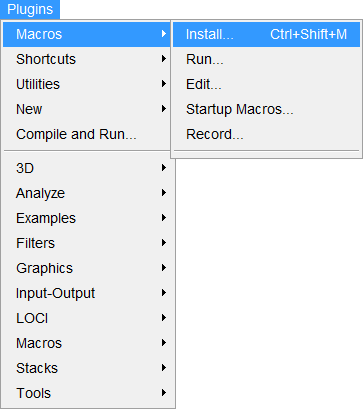 Plugins
Macros
Install... Ctrl+Shift+M
Shortcuts
Run...
Utilities
Edit...
New
Startup Macros...
Compile and Run...
Record...
3D
Analyze
Examples
Filters
Graphics
Input-Output
LOCI
Macros
Stacks
Tools